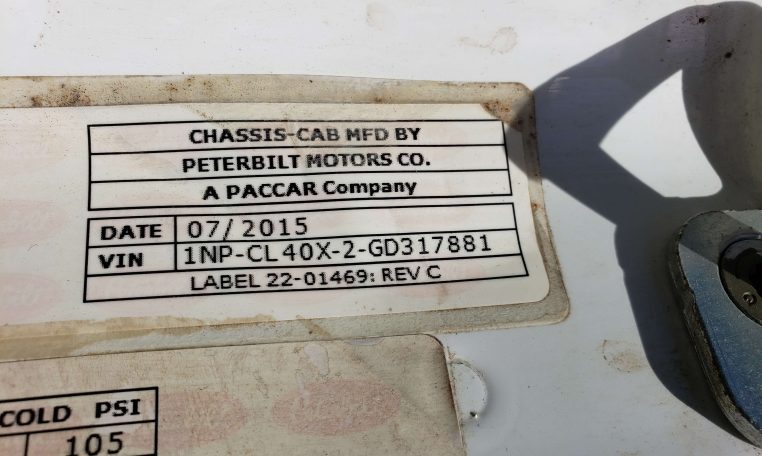 CHASSIS-CAB MFD BY
PETERBILT MOTORS CO.
A PACCAR Company
DATE 07/2015
VIN 1NP-CL40X-2-GD317881
LABEL 22-01469: REV C
COLD PSI
105